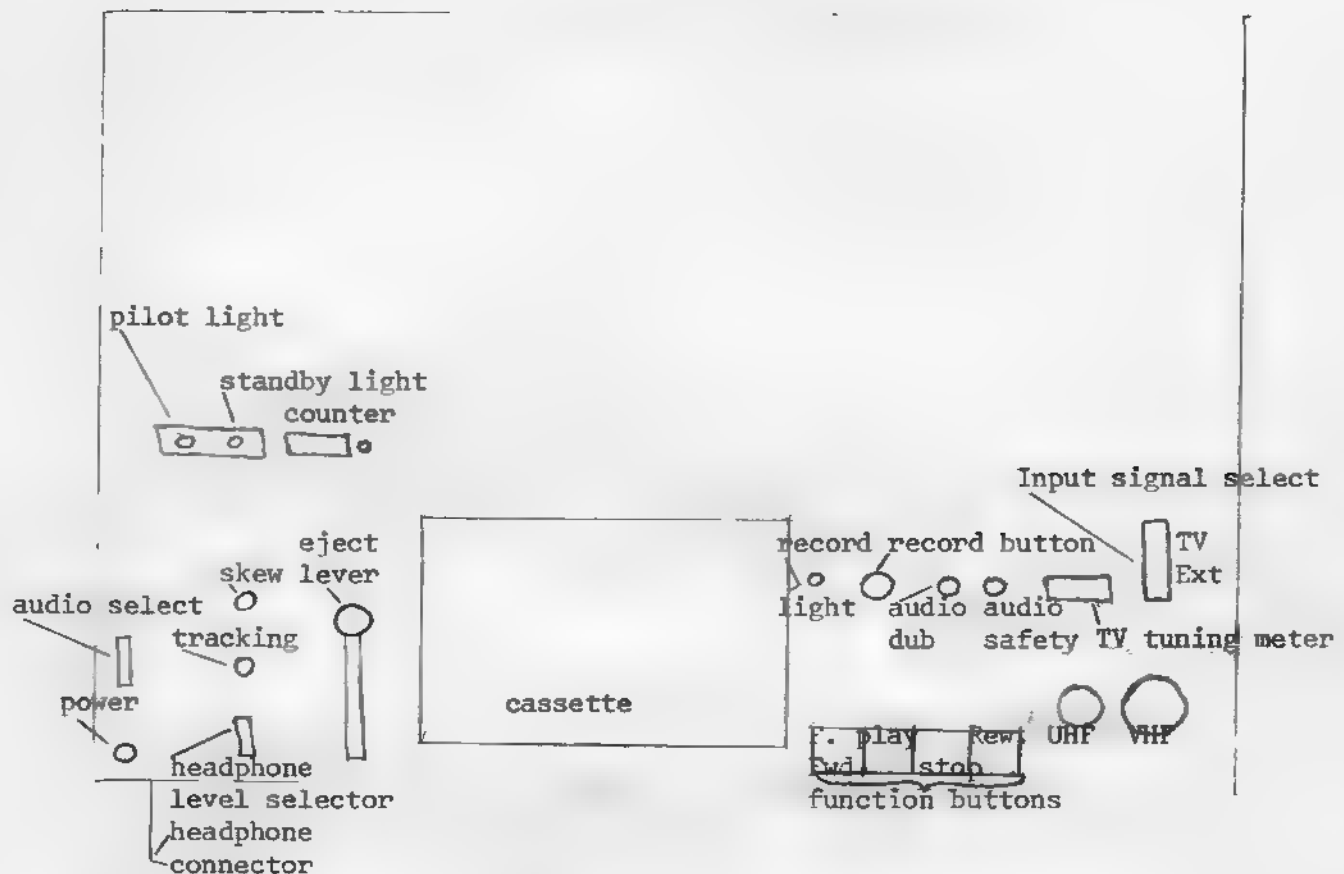 pilot light
standby light
counter
Input signal select
TV
Ext
eject
skew lever
audio select
tracking
power
record record button
light audio audio
dub safety TV tuning meter
cassette
F. play Rew. UHF VHF
Fwd stop
function buttons
headphone
level selector
headphone
connector